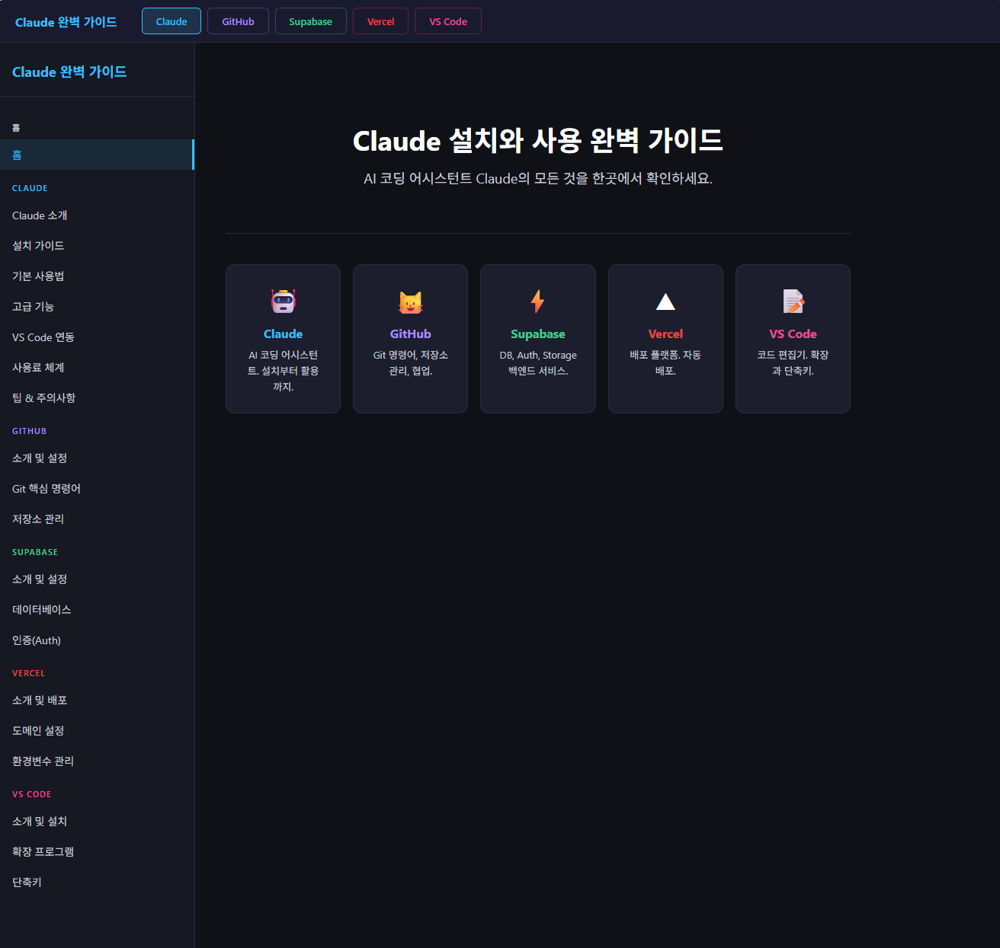 Claude 완벽 가이드
Claude
GitHub
Supabase
Vercel
VS Code
Claude 완벽 가이드
홈
홈
CLAUDE
Claude 소개
설치 가이드
기본 사용법
고급 기능
VS Code 연동
사용료 체계
팁 & 주의사항
GITHUB
소개 및 설정
Git 핵심 명령어
저장소 관리
SUPABASE
소개 및 설정
데이터베이스
인증(Auth)
VERCEL
소개 및 배포
도메인 설정
환경변수 관리
VS CODE
소개 및 설치
확장 프로그램
단축키
Claude 설치와 사용 완벽 가이드
AI 코딩 어시스턴트 Claude의 모든 것을 한곳에서 확인하세요.
Claude
AI 코딩 어시스턴
트. 설치부터 활용
까지.
GitHub
Git 명령어, 저장소
관리, 협업.
Supabase
DB, Auth, Storage
백엔드 서비스.
Vercel
배포 플랫폼. 자동
배포.
VS Code
코드 편집기. 확장
과 단축키.